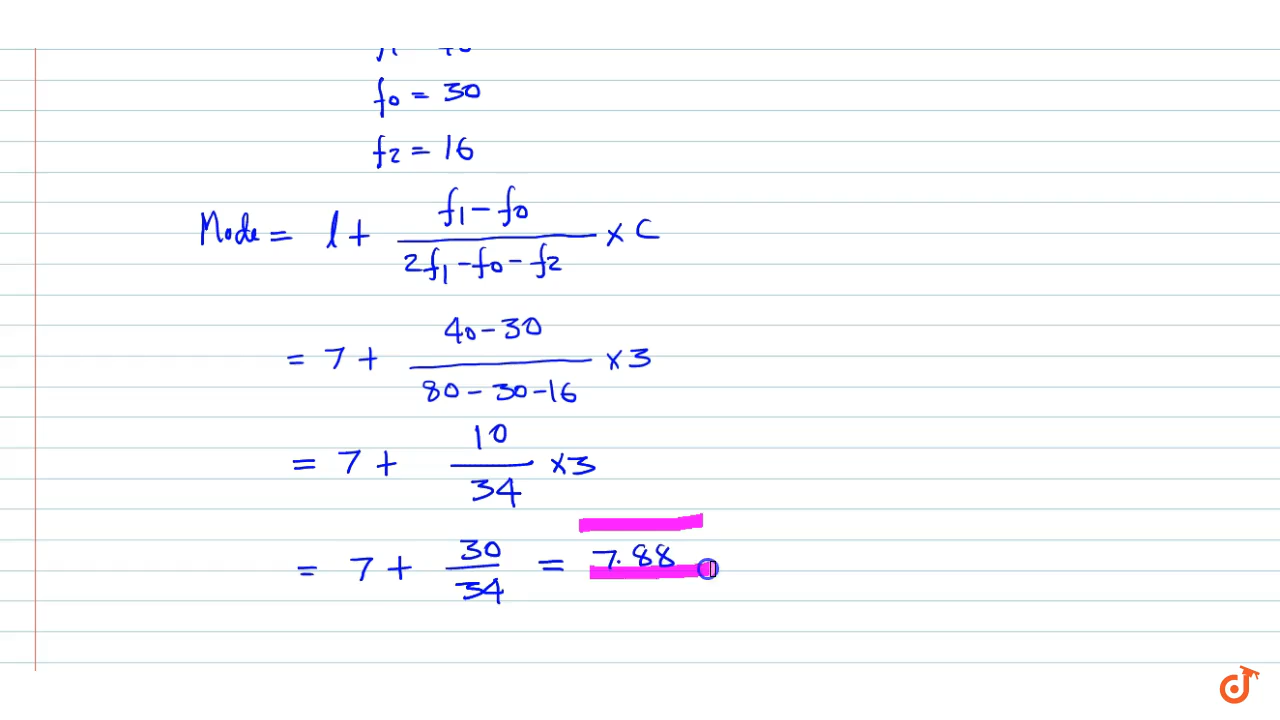 f0 = 30
f2 = 16
Mode = l + (f1 - f0)/(2f1 - f0 - f2) × C
= 7 + (40 - 30)/(80 - 30 - 16) × 3
= 7 + 10/34 × 3
= 7 + 30/34 = 7.88